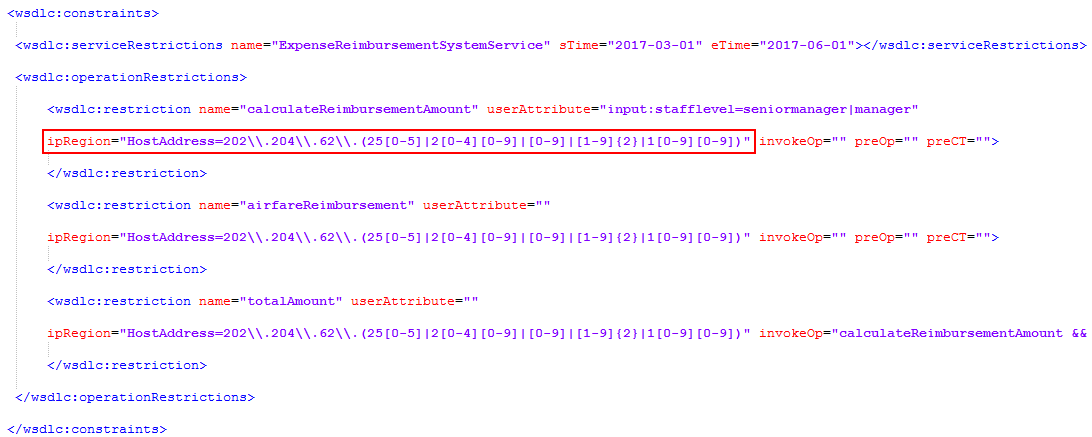 <wsdlc:constraints>
<wsdlc:serviceRestrictions name="ExpenseReimbursementSystemService" sTime="2017-03-01" eTime="2017-06-01"></wsdlc:serviceRestrictions>
<wsdlc:operationRestrictions>
<wsdlc:restriction name="calculateReimbursementAmount" userAttribute="input:stafflevel=seniormanager|manager"
ipRegion="HostAddress=202\\.204\\.62\\.(25[0-5]|2[0-4][0-9]|[0-9]|[1-9]{2}|1[0-9][0-9])" invokeOp="" preOp="" preCT="">
</wsdlc:restriction>
<wsdlc:restriction name="airfareReimbursement" userAttribute=""
ipRegion="HostAddress=202\\.204\\.62\\.(25[0-5]|2[0-4][0-9]|[0-9]|[1-9]{2}|1[0-9][0-9])" invokeOp="" preOp="" preCT="">
</wsdlc:restriction>
<wsdlc:restriction name="totalAmount" userAttribute=""
ipRegion="HostAddress=202\\.204\\.62\\.(25[0-5]|2[0-4][0-9]|[0-9]|[1-9]{2}|1[0-9][0-9])" invokeOp="calculateReimbursementAmount &&
</wsdlc:restriction>
</wsdlc:operationRestrictions>
</wsdlc:constraints>